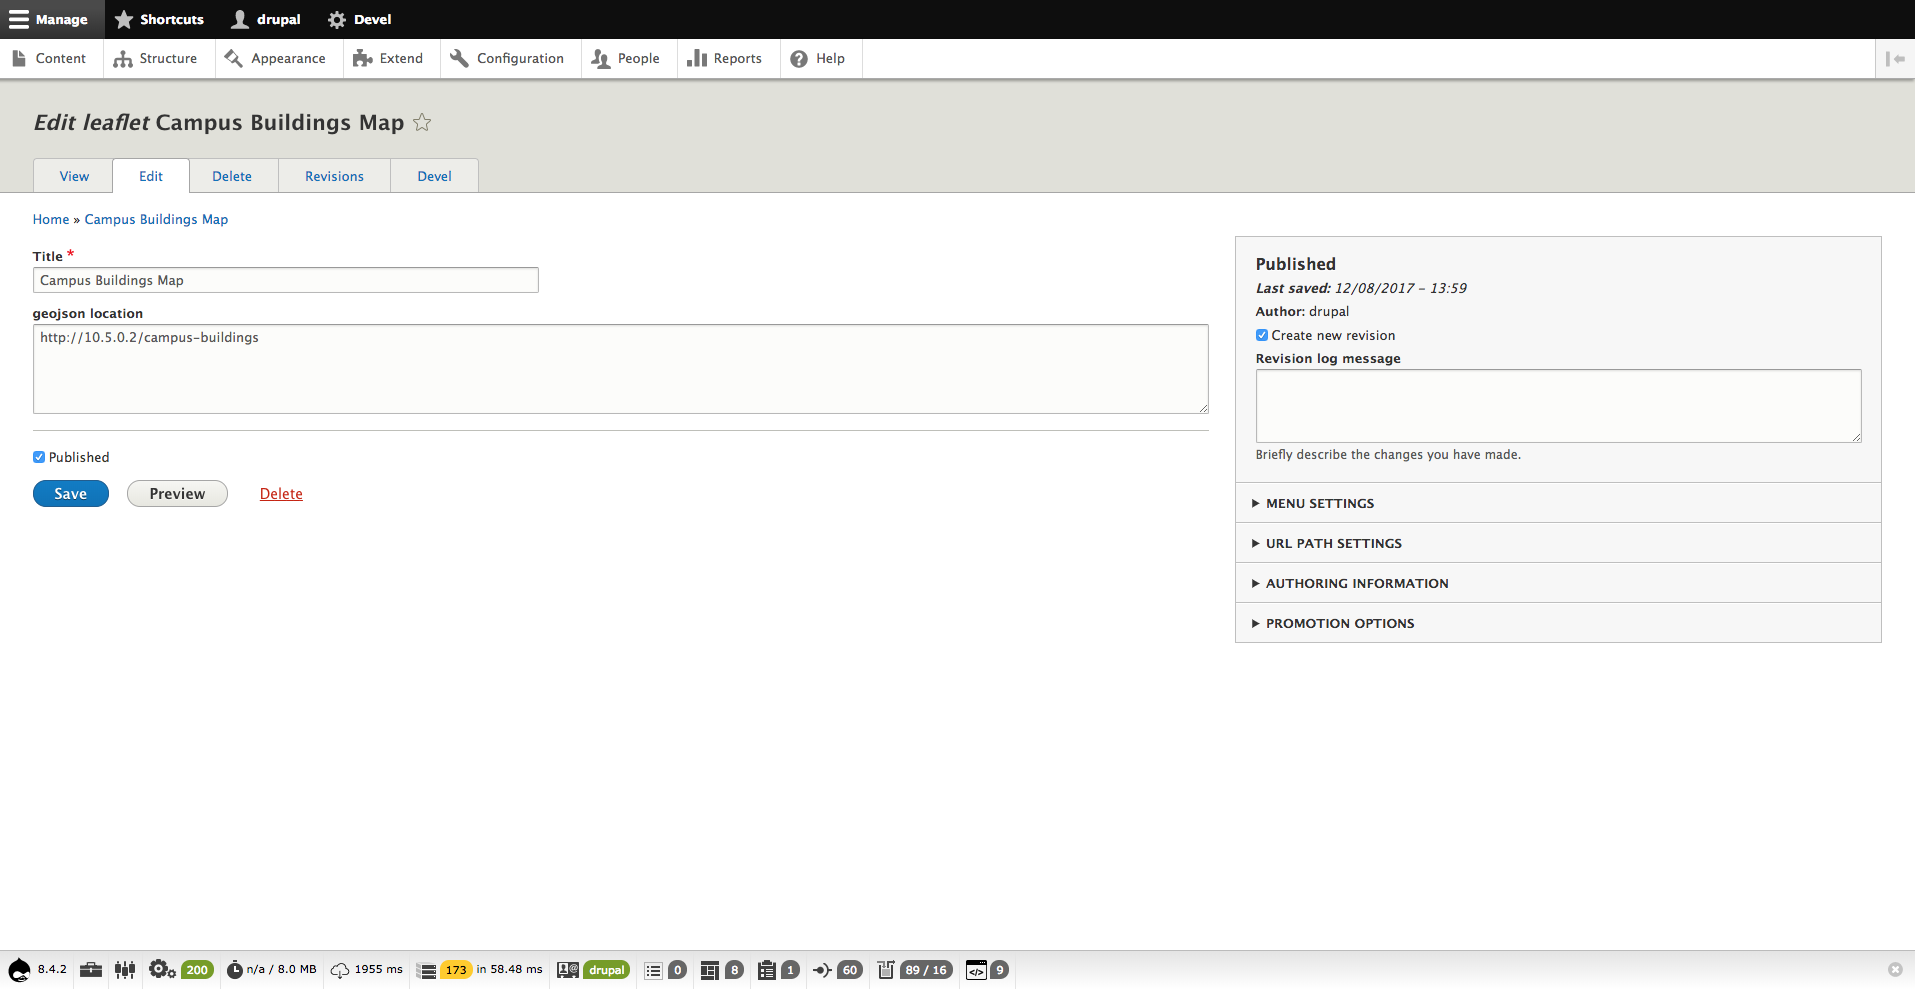 Manage Shortcuts drupal Devel
Content Structure Appearance Extend Configuration People Reports Help
Edit leaflet Campus Buildings Map
View Edit Delete Revisions Devel
Home » Campus Buildings Map
Title *
Campus Buildings Map
geojson location
http://10.5.0.2/campus-buildings
Published
Save Preview Delete
Published
Last saved: 12/08/2017 - 13:59
Author: drupal
Create new revision
Revision log message
Briefly describe the changes you have made.
MENU SETTINGS
URL PATH SETTINGS
AUTHORING INFORMATION
PROMOTION OPTIONS
8.4.2 200 n/a / 8.0 MB 1955 ms 173 in 58.48 ms drupal 0 8 1 60 89 / 16 9